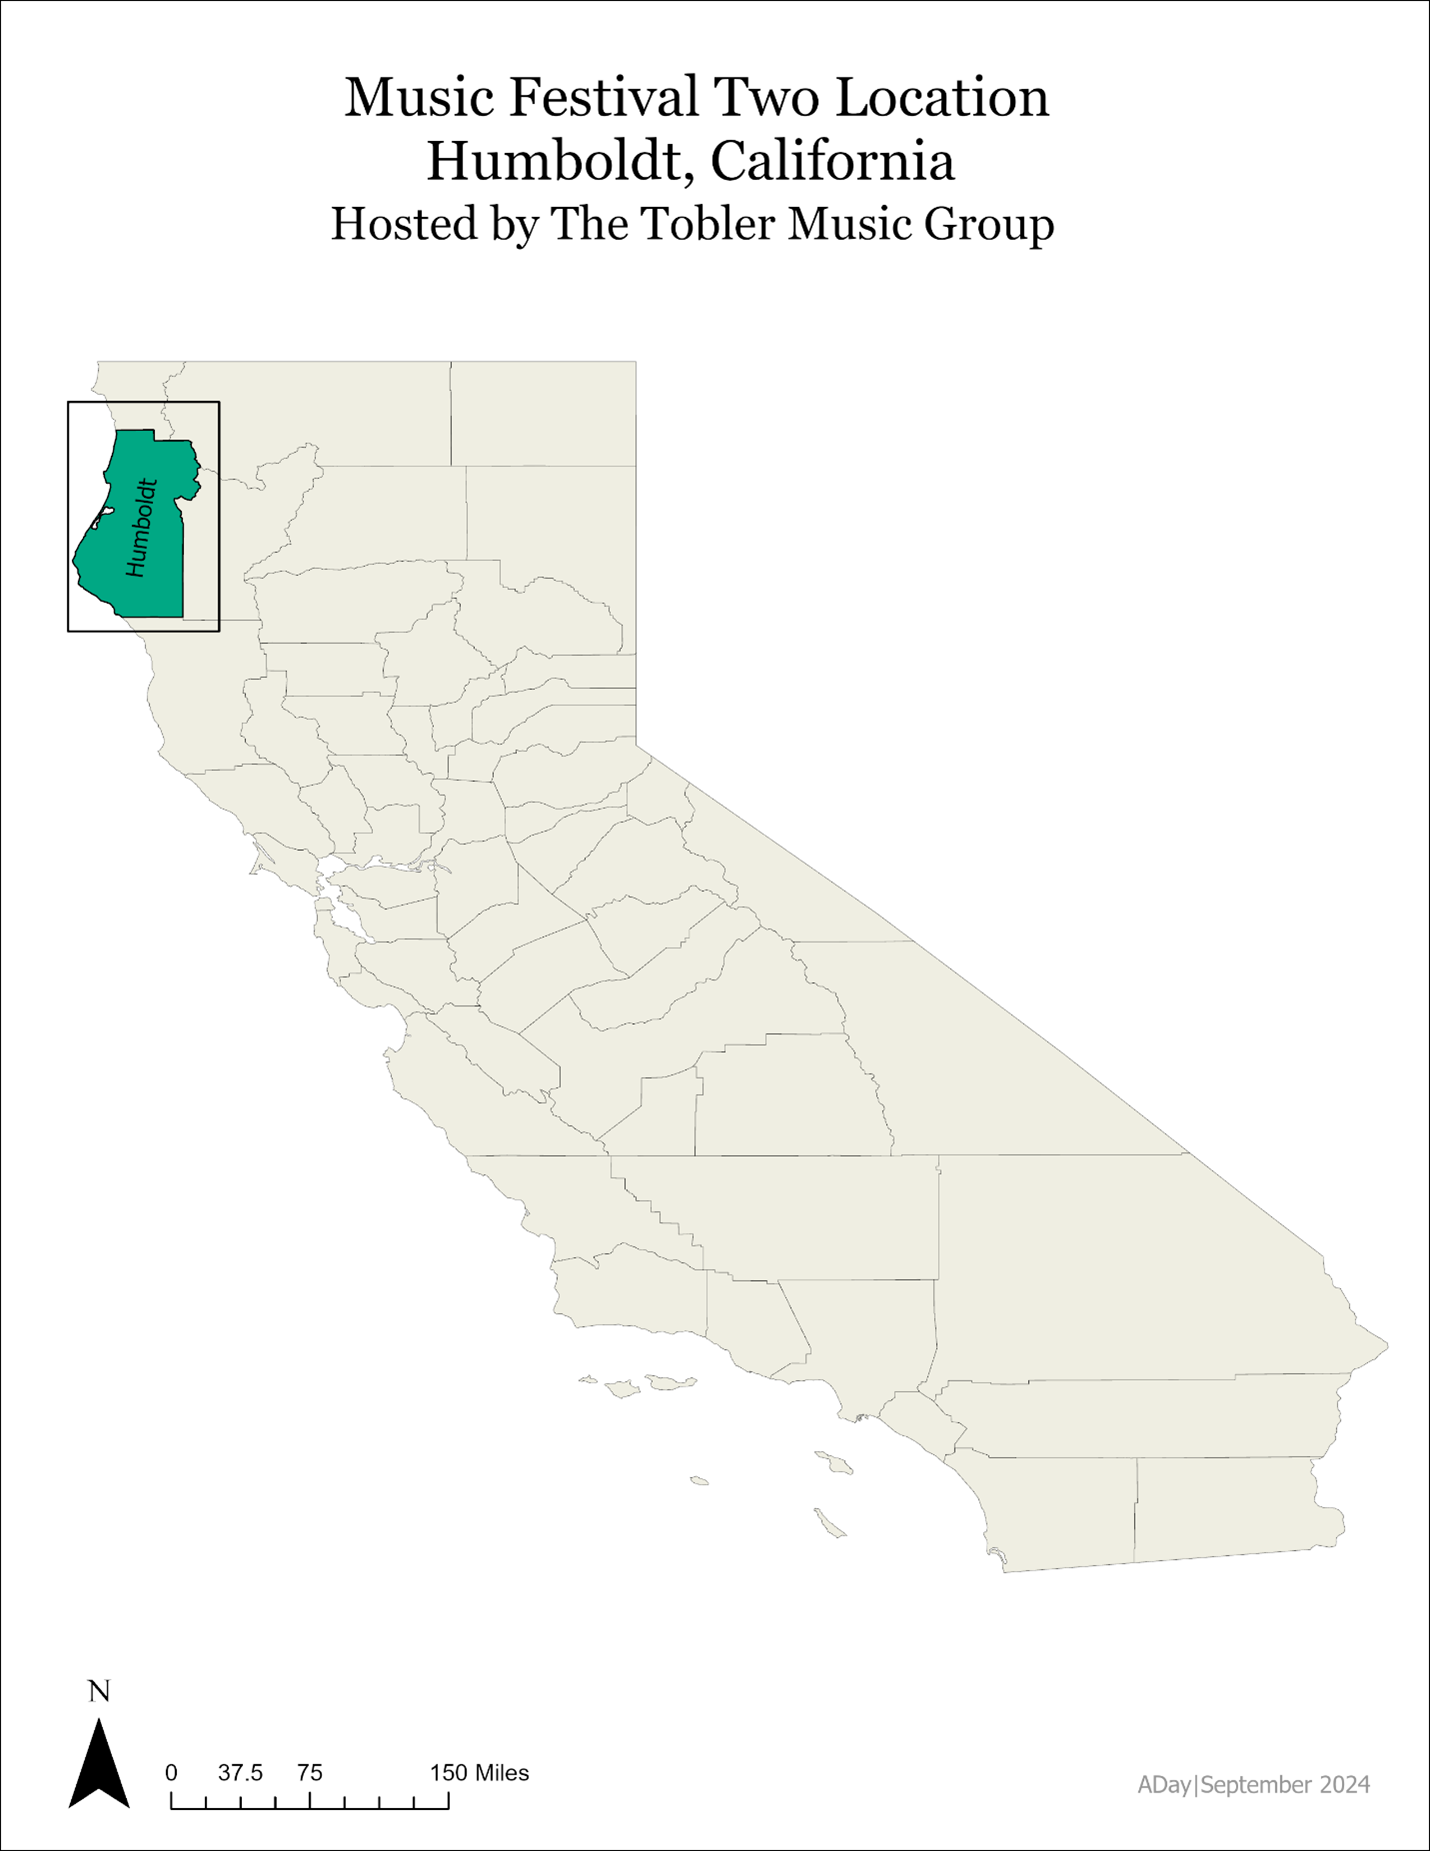 Music Festival Two Location
Humboldt, California
Hosted by The Tobler Music Group
Humboldt
N
0 37.5 75 150 Miles
ADay|September 2024